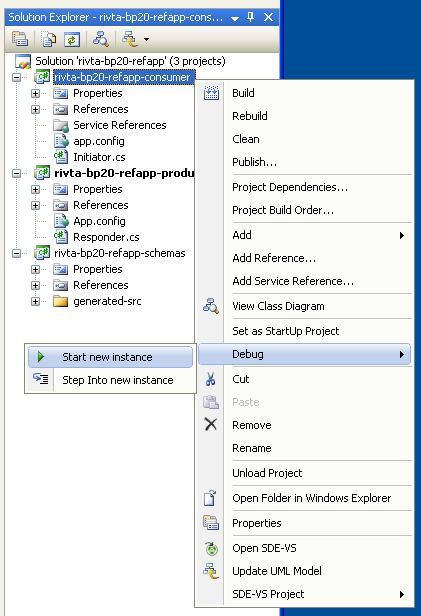 Solution Explorer - rivta-bp20-refapp-cons...
Solution 'rivta-bp20-refapp' (3 projects)
rivta-bp20-refapp-consumer
Properties
References
Service References
app.config
Initiator.cs
rivta-bp20-refapp-produ
Properties
References
App.config
Responder.cs
rivta-bp20-refapp-schemas
Properties
References
generated-src
Build
Rebuild
Clean
Publish...
Project Dependencies...
Project Build Order...
Add
Add Reference...
Add Service Reference...
View Class Diagram
Set as StartUp Project
Debug
Start new instance
Step Into new instance
Cut
Paste
Remove
Rename
Unload Project
Open Folder in Windows Explorer
Properties
Open SDE-VS
Update UML Model
SDE-VS Project